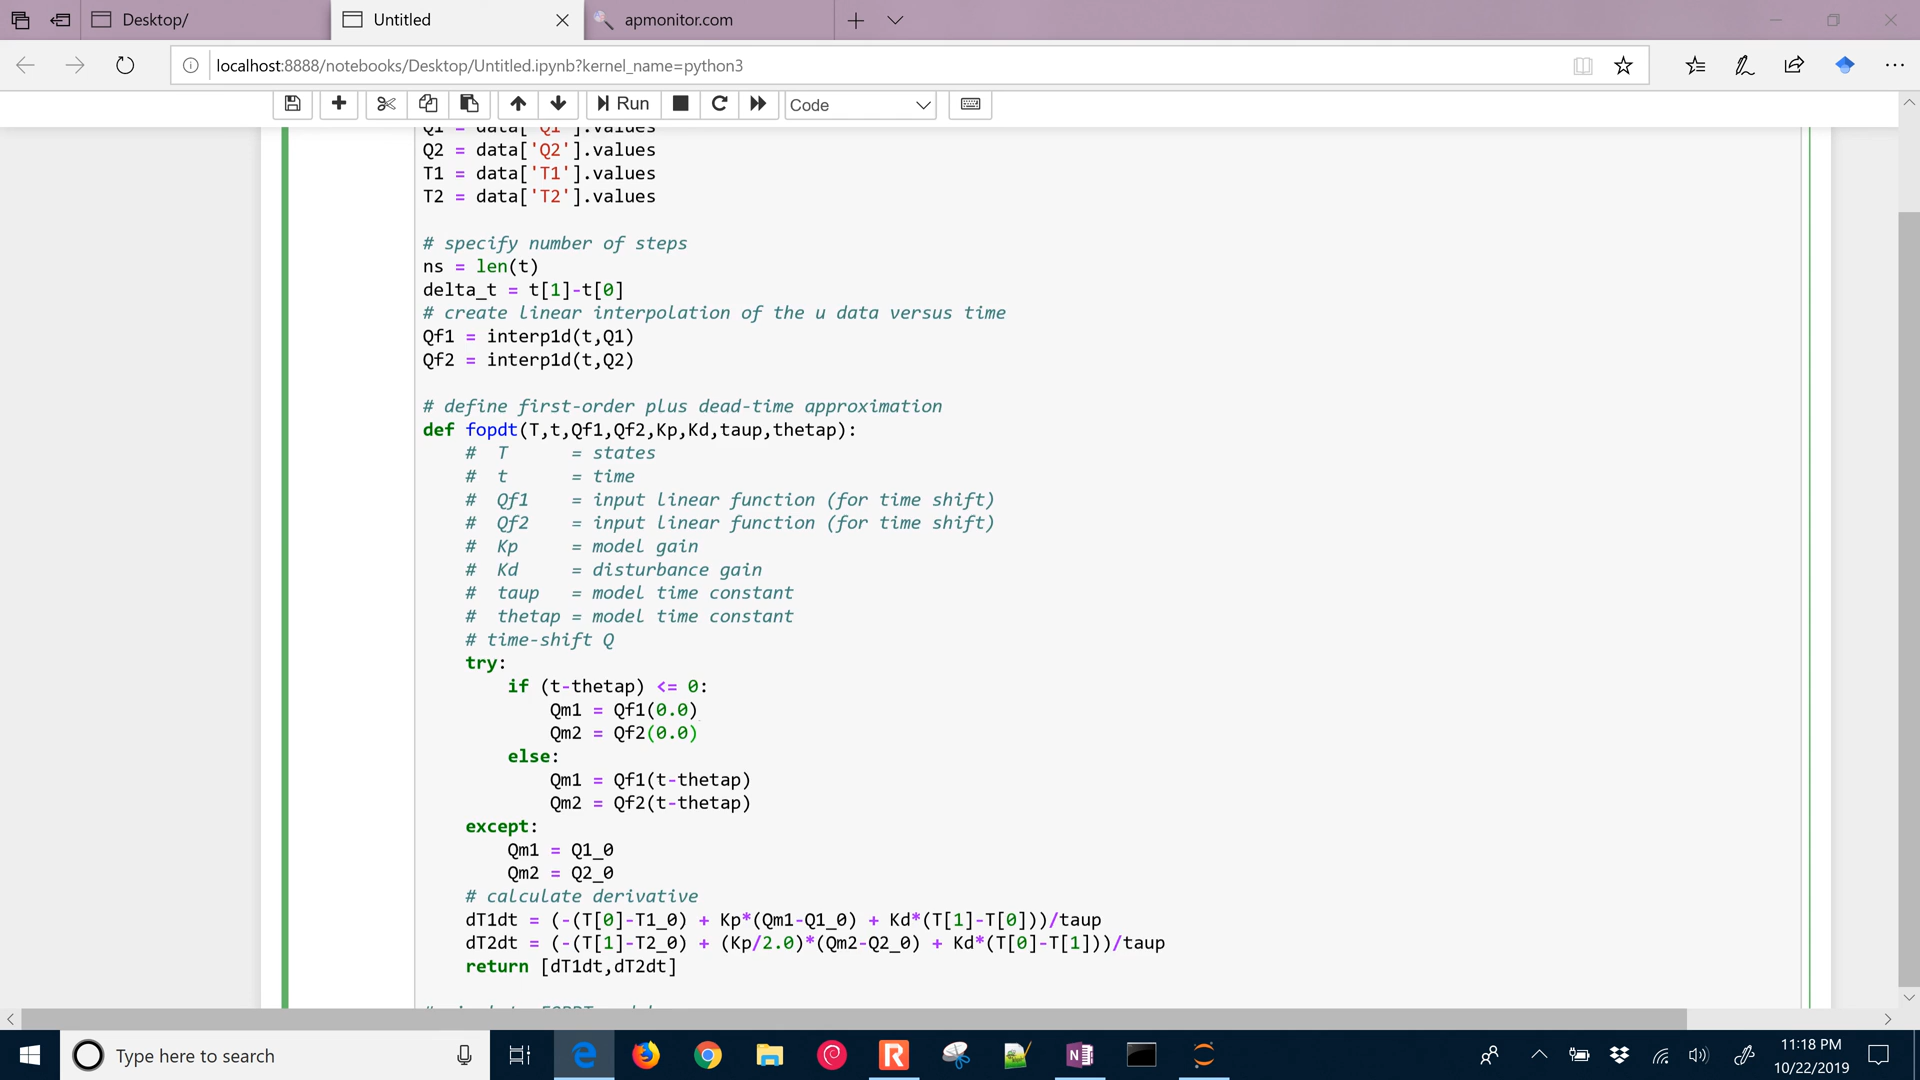 Desktop/
Untitled
apmonitor.com
localhost:8888/notebooks/Desktop/Untitled.ipynb?kernel_name=python3
Run
Code
Q1 = data['Q1'].values
Q2 = data['Q2'].values
T1 = data['T1'].values
T2 = data['T2'].values
# specify number of steps
ns = len(t)
delta_t = t[1]-t[0]
# create linear interpolation of the u data versus time
Qf1 = interp1d(t,Q1)
Qf2 = interp1d(t,Q2)
# define first-order plus dead-time approximation
def fopdt(T,t,Qf1,Qf2,Kp,Kd,taup,thetap):
#  T      = states
#  t      = time
#  Qf1    = input linear function (for time shift)
#  Qf2    = input linear function (for time shift)
#  Kp     = model gain
#  Kd     = disturbance gain
#  taup   = model time constant
#  thetap = model time constant
# time-shift Q
try:
if (t-thetap) <= 0:
Qm1 = Qf1(0.0)
Qm2 = Qf2(0.0)
else:
Qm1 = Qf1(t-thetap)
Qm2 = Qf2(t-thetap)
except:
Qm1 = Q1_0
Qm2 = Q2_0
# calculate derivative
dT1dt = (-(T[0]-T1_0) + Kp*(Qm1-Q1_0) + Kd*(T[1]-T[0]))/taup
dT2dt = (-(T[1]-T2_0) + (Kp/2.0)*(Qm2-Q2_0) + Kd*(T[0]-T[1]))/taup
return [dT1dt,dT2dt]
Type here to search
11:18 PM
10/22/2019